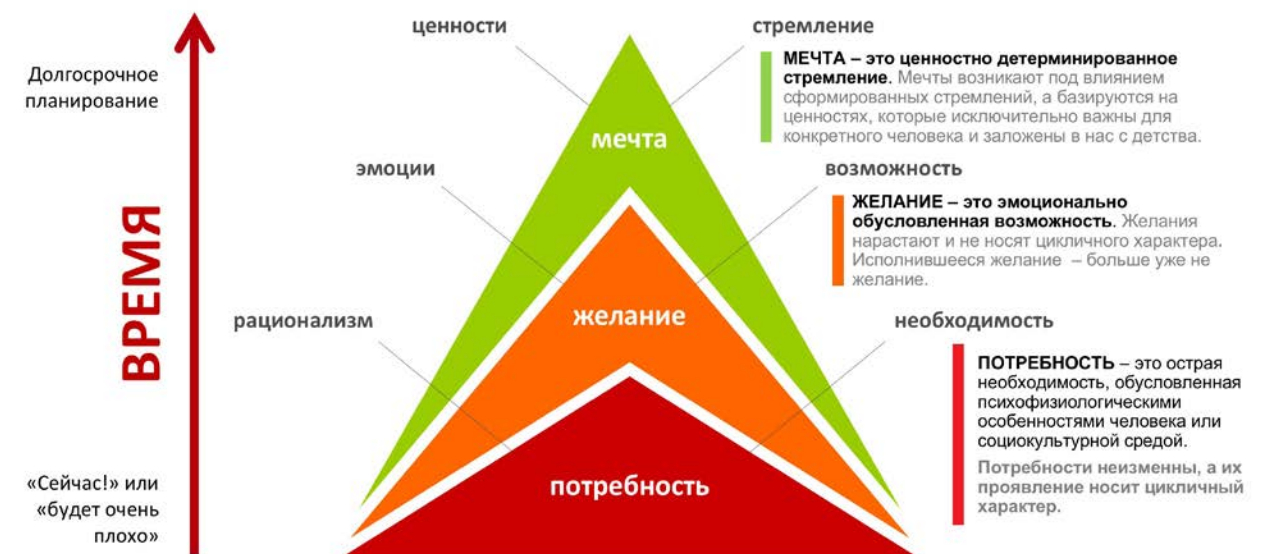 ценности
стремление
Долгосрочное
планирование
МЕЧТА – это ценностно детерминированное
стремление. Мечты возникают под влиянием
сформированных стремлений, а базируются на
ценностях, которые исключительно важны для
конкретного человека и заложены в нас с детства.
мечта
эмоции
возможность
ВРЕМЯ
ЖЕЛАНИЕ – это эмоционально
обусловленная возможность. Желания
нарастают и не носят цикличного характера.
Исполнившееся желание – больше уже не
желание.
желание
рационализм
необходимость
ПОТРЕБНОСТЬ – это острая
необходимость, обусловленная
психофизиологическими
особенностями человека или
социокультурной средой.
Потребности неизменны, а их
проявление носит цикличный
характер.
потребность
«Сейчас!» или
«будет очень
плохо»